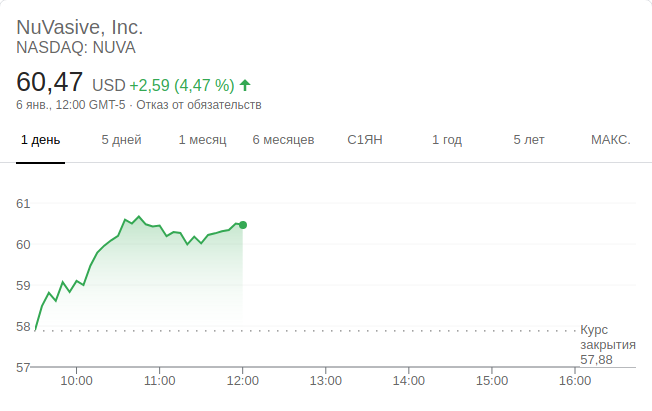 NuVasive, Inc.
NASDAQ: NUVA
60,47 USD +2,59 (4,47 %)
6 янв., 12:00 GMT-5 · Отказ от обязательств
1 день 5 дней 1 месяц 6 месяцев С1ЯН 1 год 5 лет МАКС.
61
60
59
58
57
Курс
закрытия
57,88
10:00 11:00 12:00 13:00 14:00 15:00 16:00